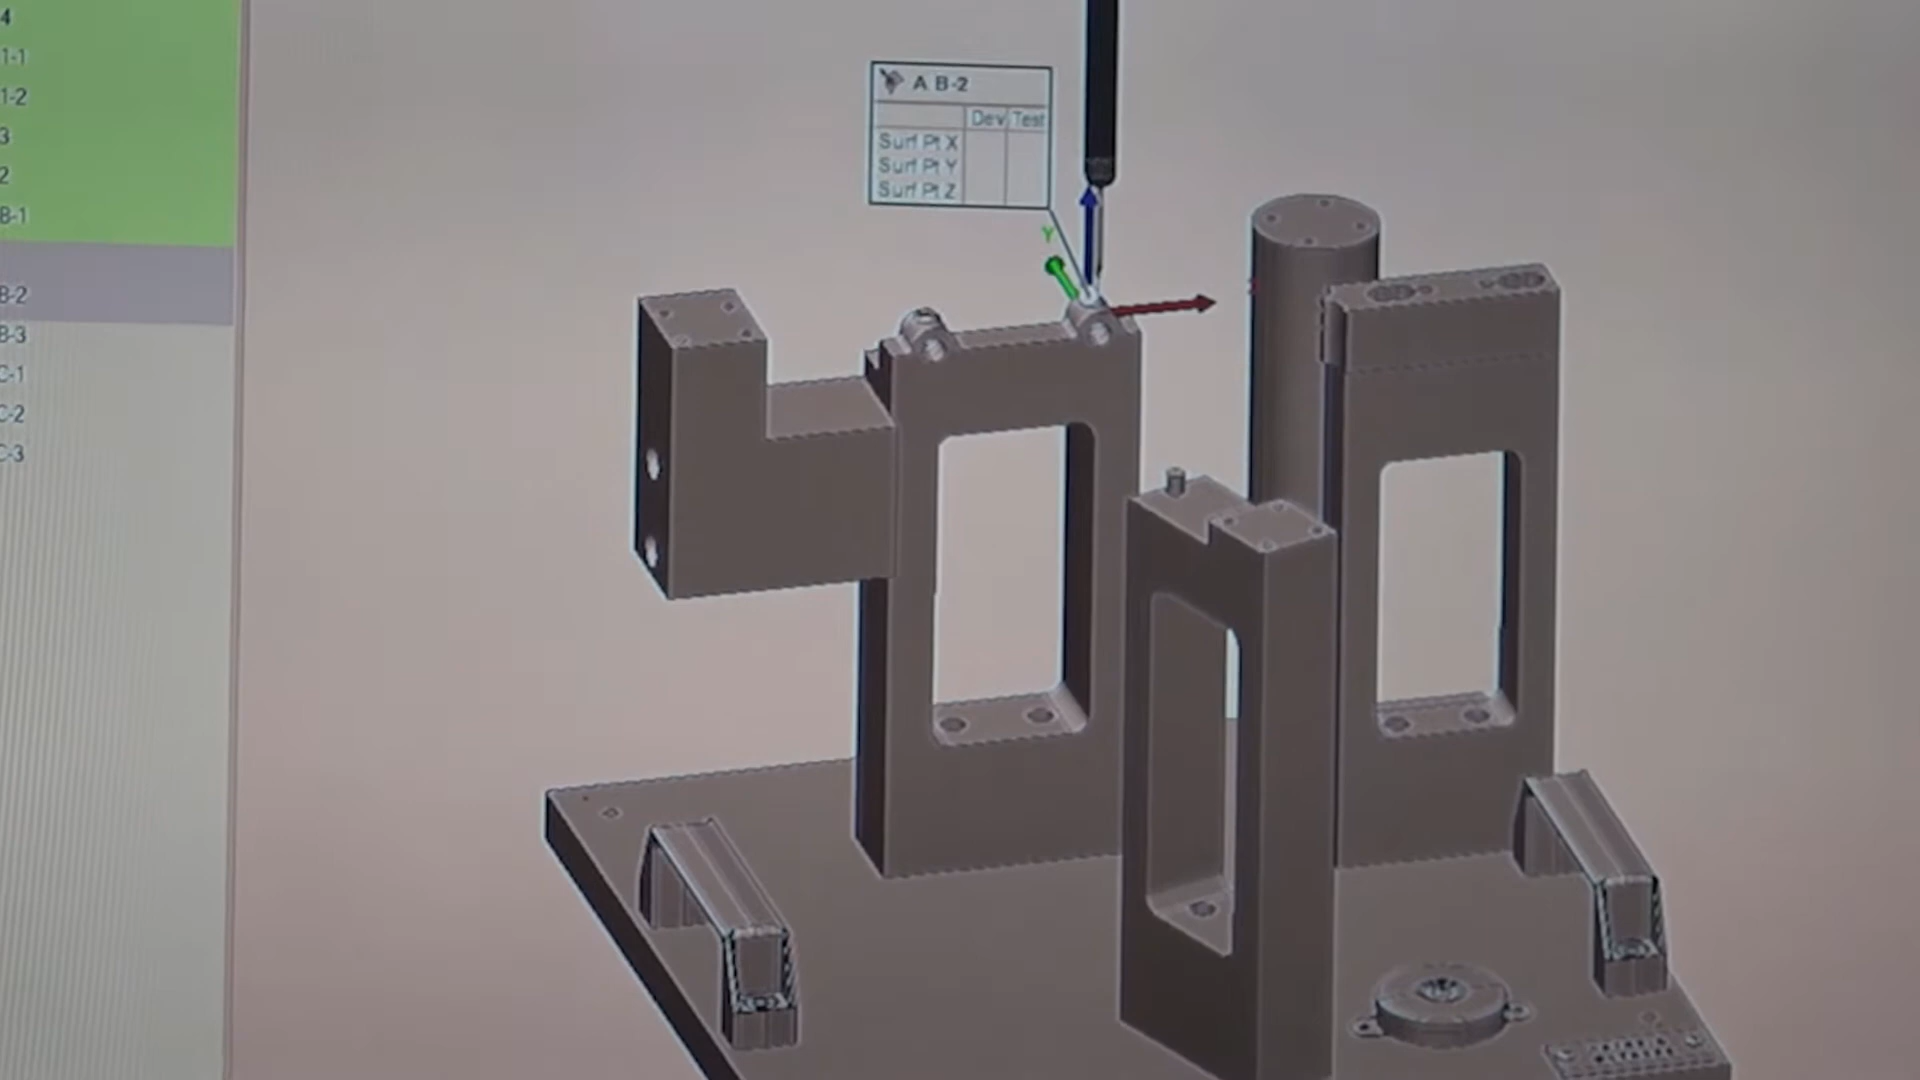 4
1-1
1-2
3
2
B-1
B-2
B-3
C-1
C-2
C-3
A B-2
Dev Test
Surf Pt X
Surf Pt Y
Surf Pt Z
Y